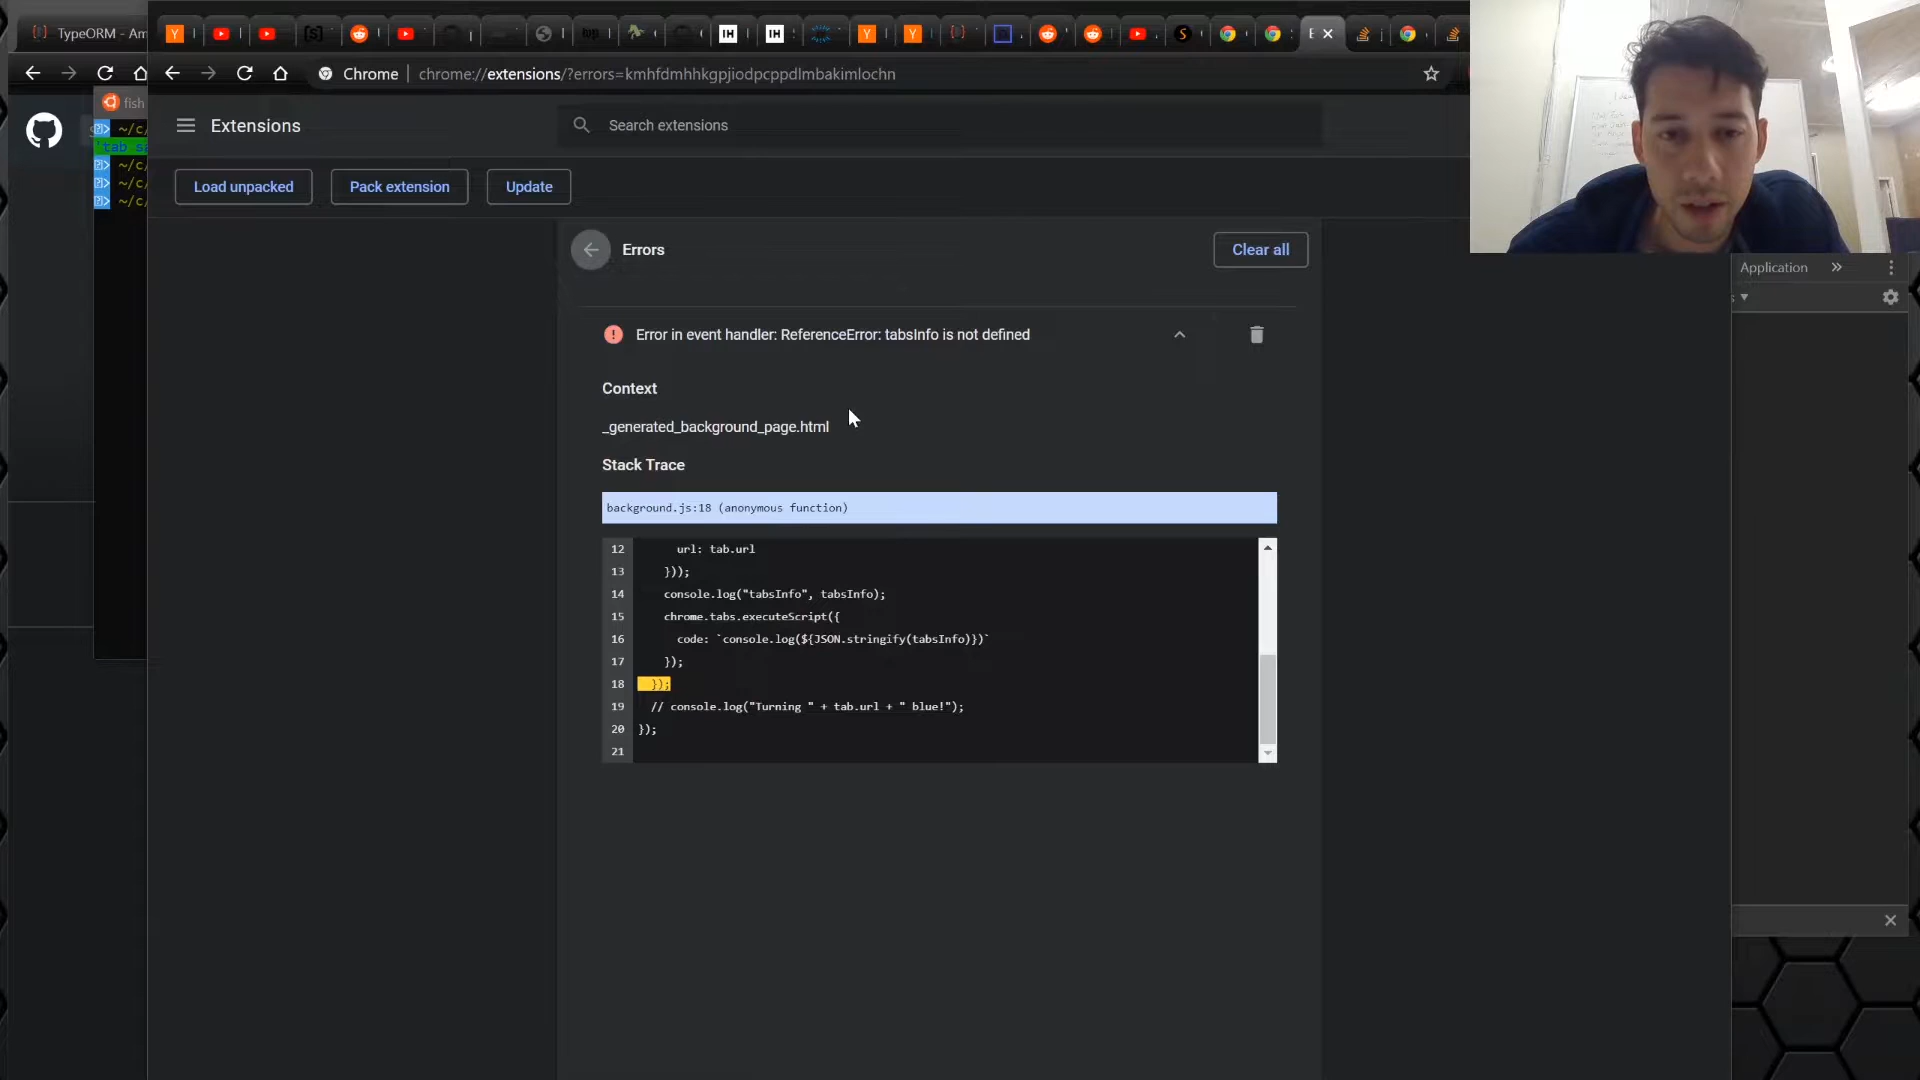 TypeORM - Am
Chrome
chrome://extensions/?errors=kmhfdmhhkgpjiodpcppdlmbakimlochn
fish
~/c/
'tab sa
~/c/
~/c/
~/c/
Extensions
Search extensions
Load unpacked
Pack extension
Update
Errors
Clear all
Error in event handler: ReferenceError: tabsInfo is not defined
Context
_generated_background_page.html
Stack Trace
background.js:18 (anonymous function)
12 url: tab.url
13 }));
14 console.log("tabsInfo", tabsInfo);
15 chrome.tabs.executeScript({
16 code: `console.log(${JSON.stringify(tabsInfo)})`
17 });
18 });
19 // console.log("Turning " + tab.url + " blue!");
20 });
21
Application